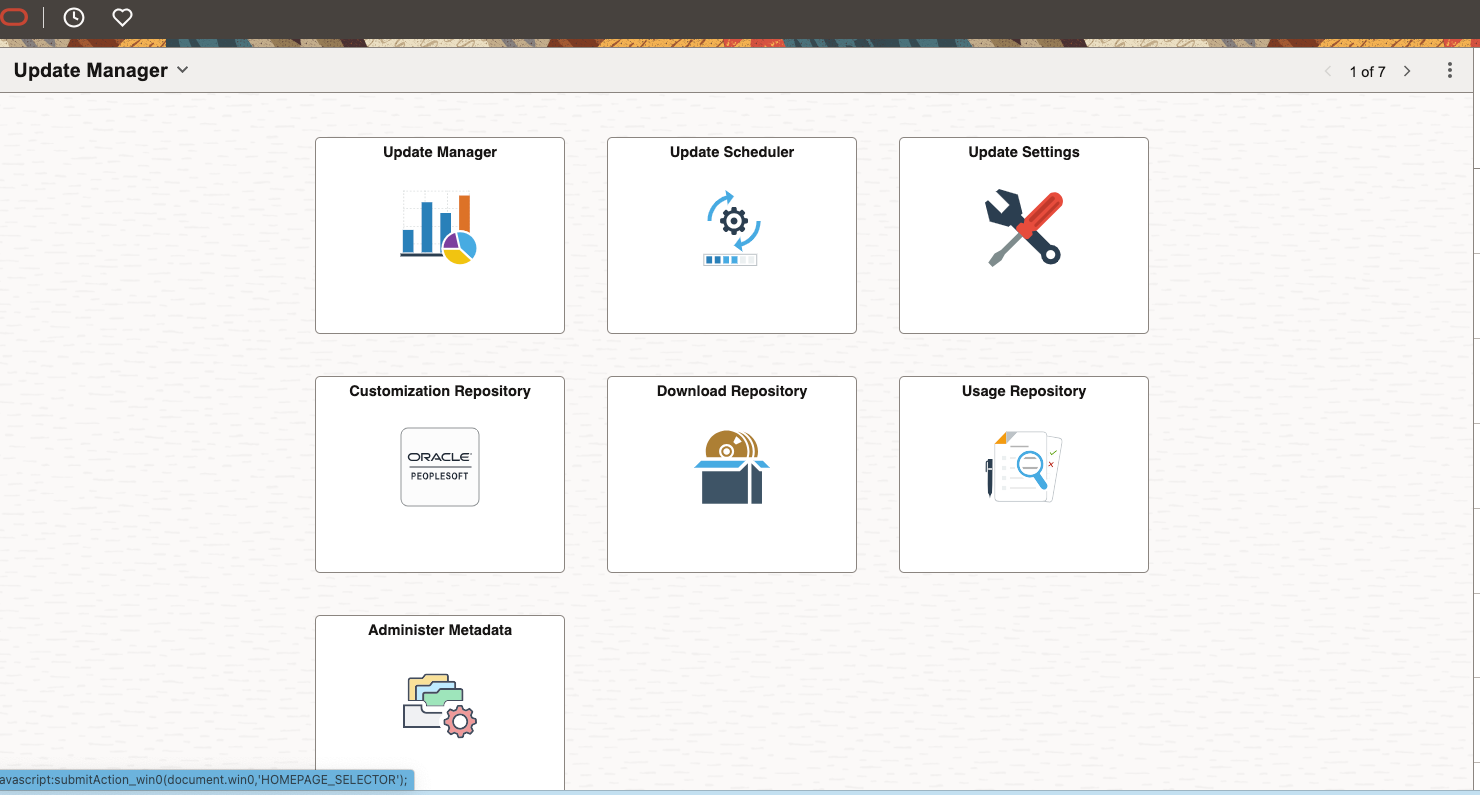 Update Manager
1 of 7
Update Manager
Update Scheduler
Update Settings
Customization Repository
Download Repository
Usage Repository
ORACLE
PEOPLESOFT
Administer Metadata
avascript:submitAction_win0(document.win0,'HOMEPAGE_SELECTOR');